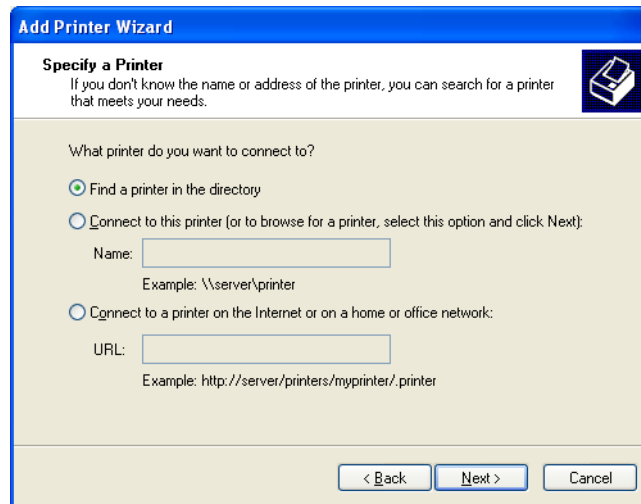 Add Printer Wizard
Specify a Printer
If you don't know the name or address of the printer, you can search for a printer
that meets your needs.
What printer do you want to connect to?
Find a printer in the directory
Connect to this printer (or to browse for a printer, select this option and click Next):
Name:
Example: \\server\printer
Connect to a printer on the Internet or on a home or office network:
URL:
Example: http://server/printers/myprinter/.printer
< Back Next > Cancel